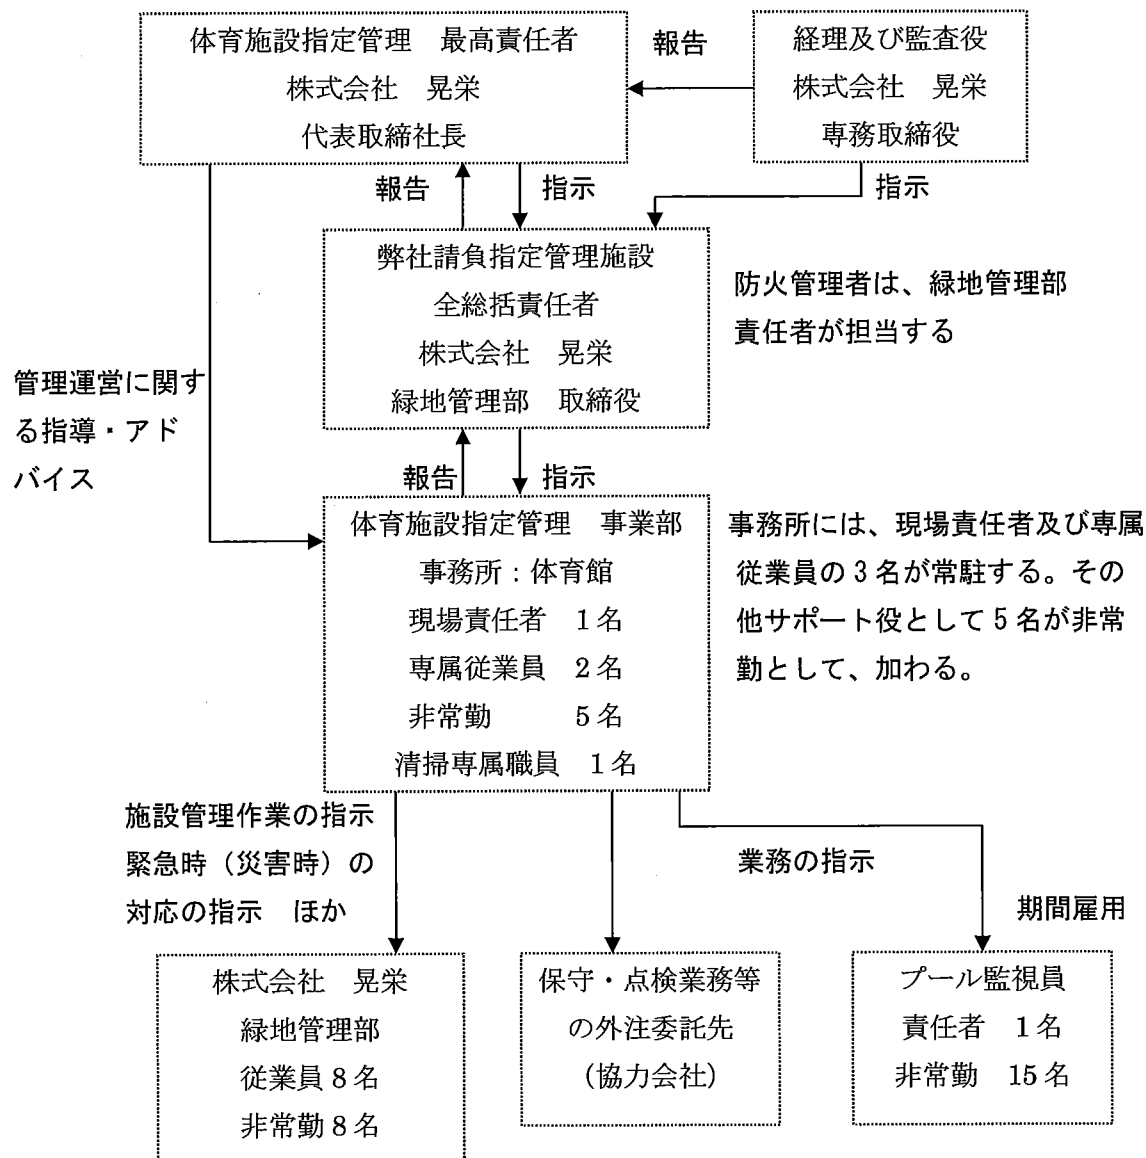 体育施設指定管理　最高責任者
株式会社　晃栄
代表取締社長
報告
経理及び監査役
株式会社　晃栄
専務取締役
報告
指示
指示
弊社請負指定管理施設
全総括責任者
株式会社　晃栄
緑地管理部　取締役
防火管理者は、緑地管理部
責任者が担当する
管理運営に関す
る指導・アド
バイス
報告
指示
体育施設指定管理　事業部
事務所：体育館
現場責任者　1名
専属従業員　2名
非常勤　　　5名
清掃専属職員　1名
事務所には、現場責任者及び専属
従業員の3名が常駐する。その
他サポート役として5名が非常
勤として、加わる。
施設管理作業の指示
緊急時（災害時）の
対応の指示　ほか
業務の指示
期間雇用
株式会社　晃栄
緑地管理部
従業員8名
非常勤8名
保守・点検業務等
の外注委託先
（協力会社）
プール監視員
責任者　1名
非常勤　15名